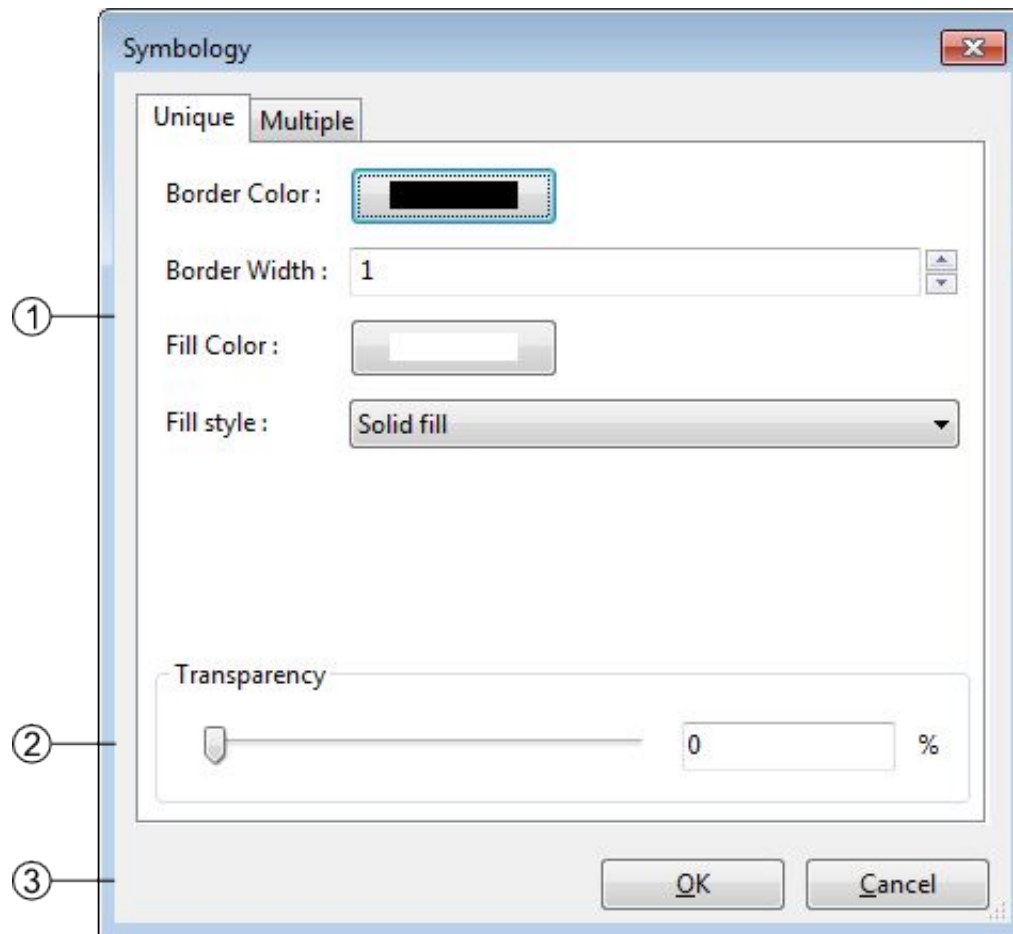 Symbology
Unique Multiple
Border Color :
Border Width : 1
① Fill Color :
Fill style : Solid fill
Transparency
② 0 %
③ OK Cancel